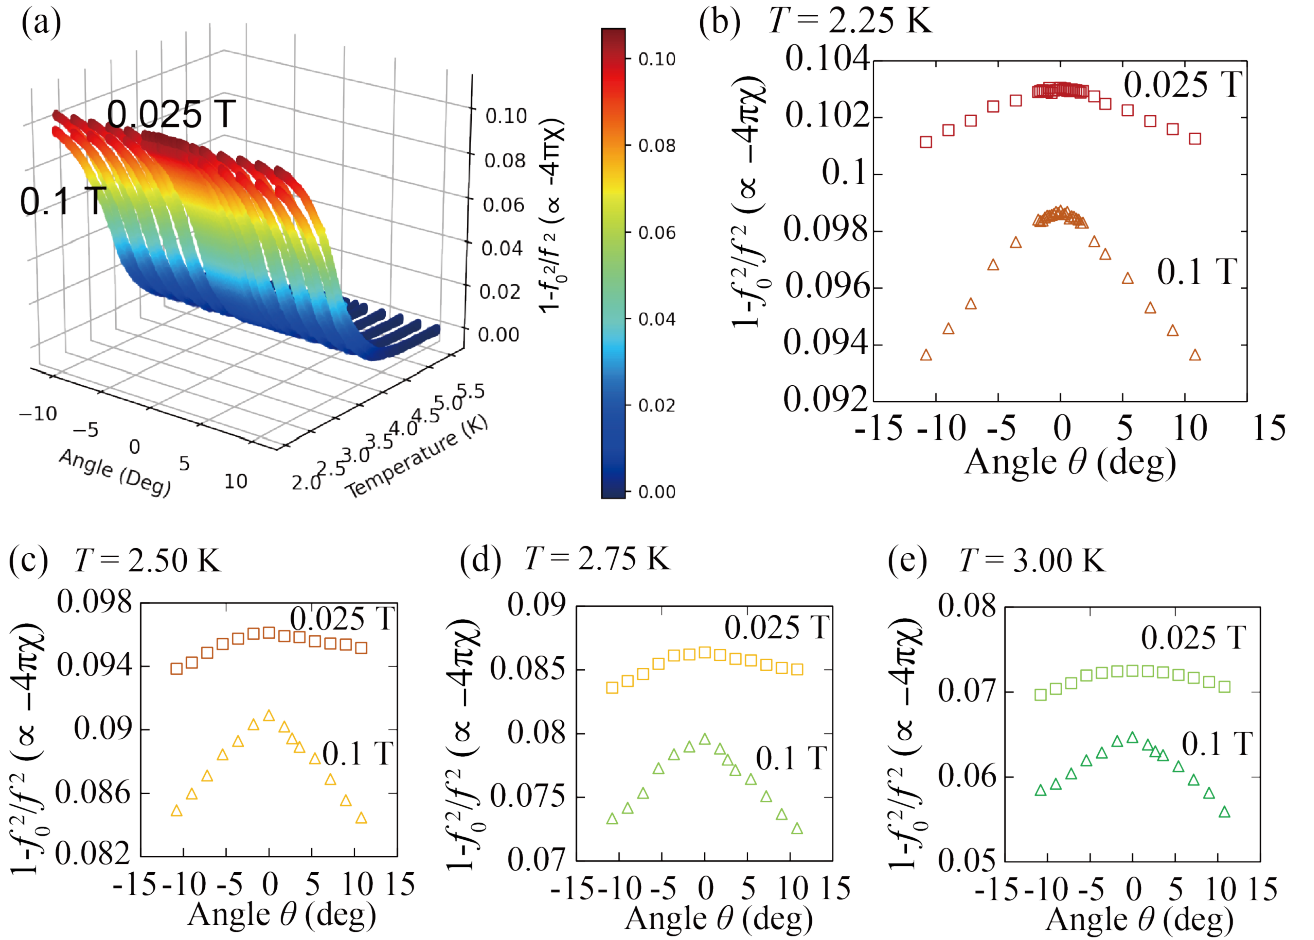 (a)
0.025 T
0.1 T
0.10
0.08
0.06
0.04
0.02
0.00
1-f₀²/f ² ( ∝ -4πχ)
−10
−5
0
5
10
Angle (Deg)
2.0
2.5
3.0
3.5
4.0
4.5
5.0
5.5
Temperature (K)
0.10
0.08
0.06
0.04
0.02
0.00
(b) T = 2.25 K
0.104
0.102
0.1
0.098
0.096
0.094
0.092
1-f₀²/f ² ( ∝ −4πχ)
0.025 T
0.1 T
-15 -10 -5 0 5 10 15
Angle θ (deg)
(c) T = 2.50 K
0.098
0.094
0.09
0.086
0.082
1-f₀²/f ² ( ∝ −4πχ)
0.025 T
0.1 T
-15 -10 -5 0 5 10 15
Angle θ (deg)
(d) T = 2.75 K
0.09
0.085
0.08
0.075
0.07
1-f₀²/f ² ( ∝ −4πχ)
0.025 T
0.1 T
-15 -10 -5 0 5 10 15
Angle θ (deg)
(e) T = 3.00 K
0.08
0.07
0.06
0.05
1-f₀²/f ² ( ∝ −4πχ)
0.025 T
0.1 T
-15 -10 -5 0 5 10 15
Angle θ (deg)